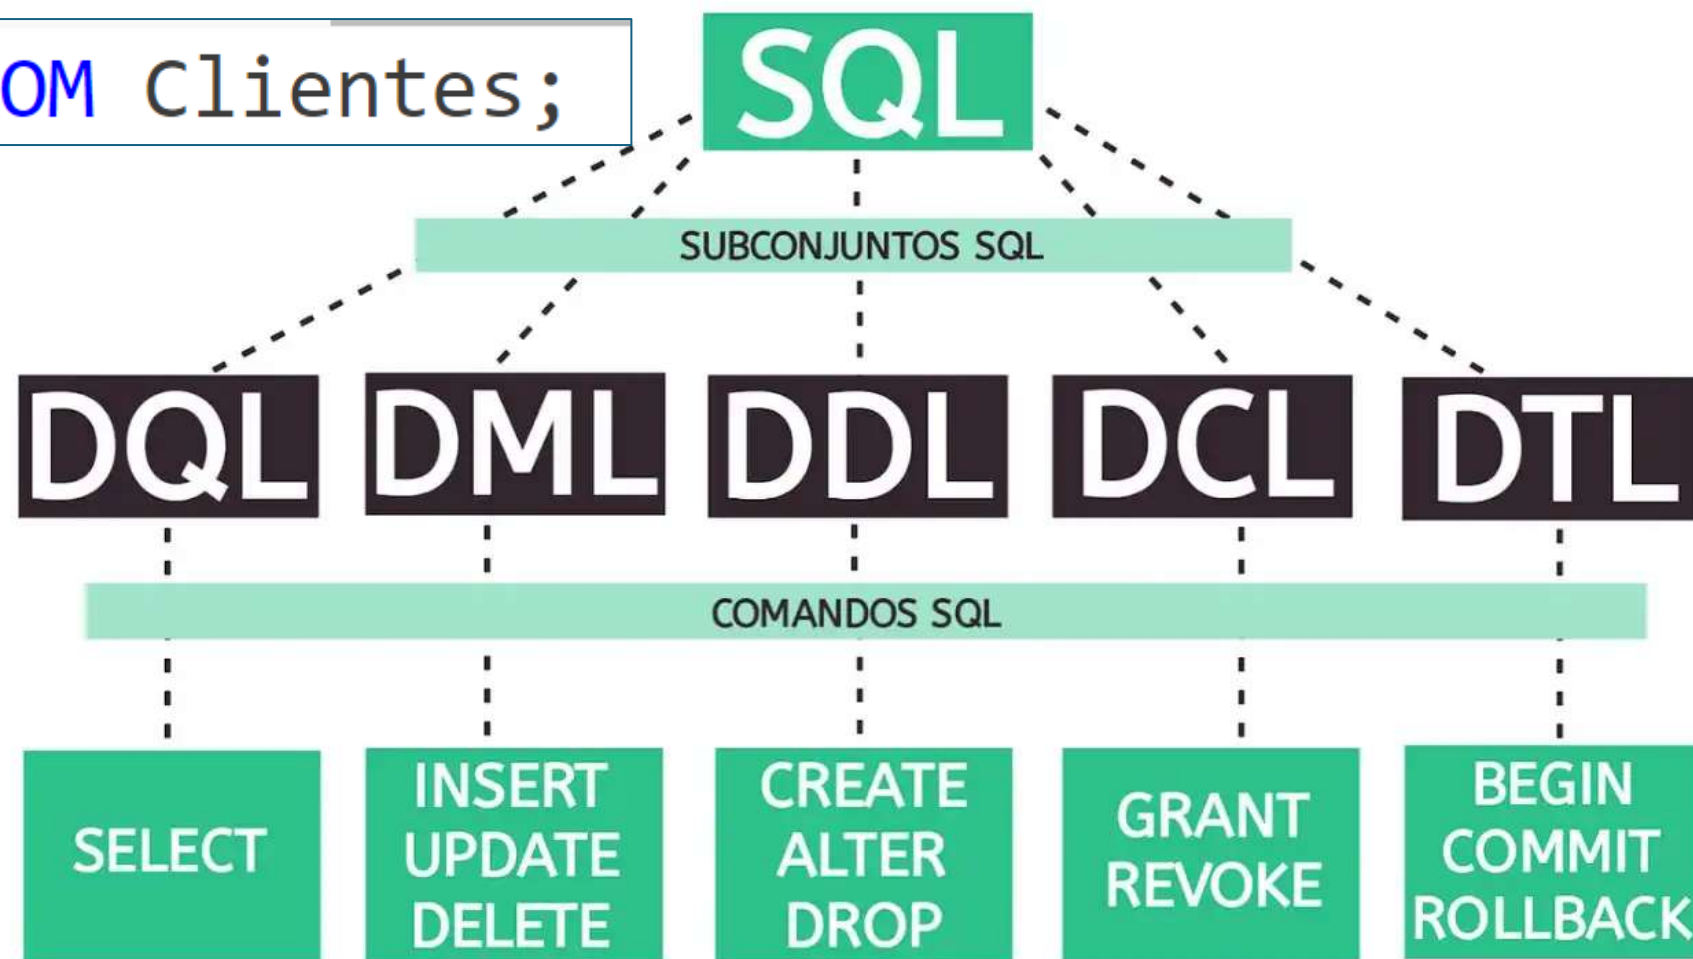 OM Clientes;
SQL
SUBCONJUNTOS SQL
DQL
DML
DDL
DCL
DTL
COMANDOS SQL
SELECT
INSERT
UPDATE
DELETE
CREATE
ALTER
DROP
GRANT
REVOKE
BEGIN
COMMIT
ROLLBACK